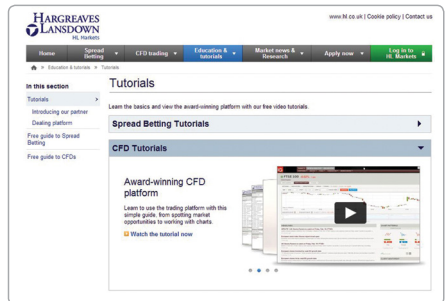 HARGREAVES
LANSDOWN
HL Markets
www.hl.co.uk | Cookie policy | Contact us
Home
Spread Betting
CFD trading
Education & tutorials
Market news & Research
Apply now
Log in to HL Markets
Education & tutorials > Tutorials
In this section
Tutorials
Introducing our partner
Dealing platform
Free guide to Spread Betting
Free guide to CFDs
Tutorials
Learn the basics and view the award-winning platform with our free video tutorials.
Spread Betting Tutorials
CFD Tutorials
Award-winning CFD
platform
Learn to use the trading platform with this
simple guide, from spotting market
opportunities to working with charts.
Watch the tutorial now